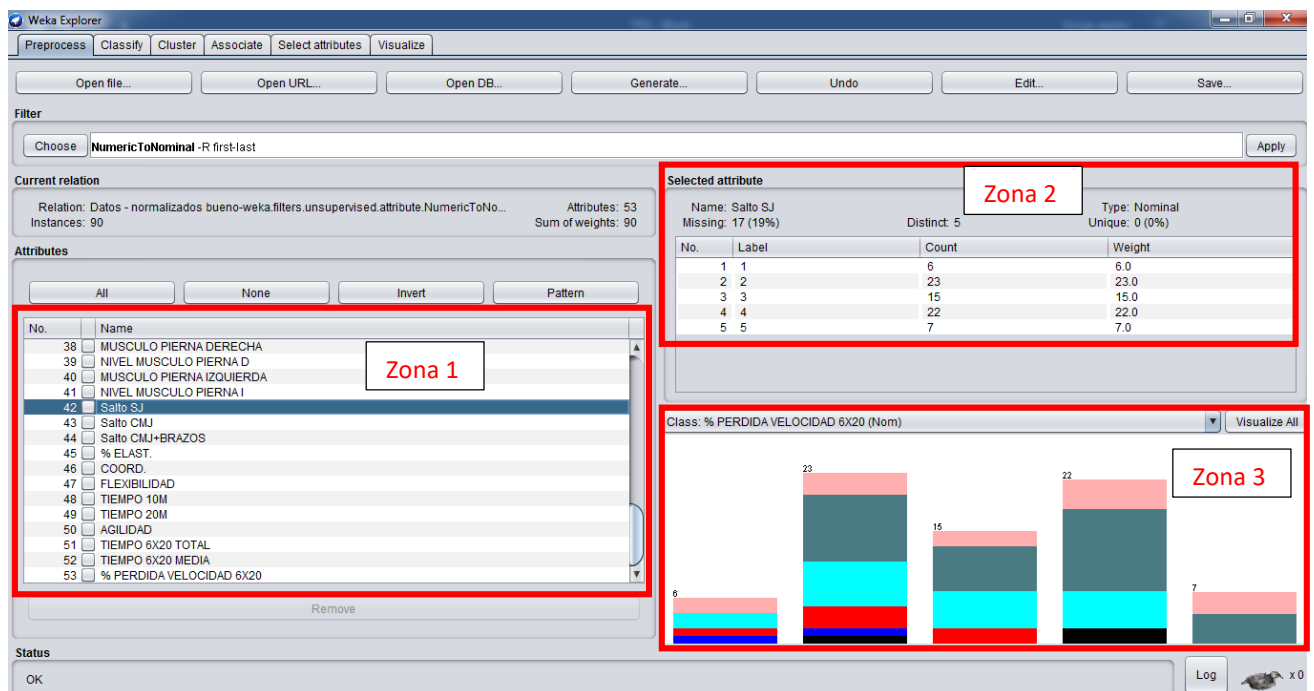 Weka Explorer
Preprocess Classify Cluster Associate Select attributes Visualize
Open file... Open URL... Open DB... Generate... Undo Edit... Save...
Filter
Choose NumericToNominal -R first-last Apply
Current relation
Relation: Datos - normalizados bueno-weka.filters.unsupervised.attribute.NumericToNo... Attributes: 53
Instances: 90 Sum of weights: 90
Attributes
All None Invert Pattern
No. Name
Zona 1
38 MUSCULO PIERNA DERECHA
39 NIVEL MUSCULO PIERNA D
40 MUSCULO PIERNA IZQUIERDA
41 NIVEL MUSCULO PIERNA I
42 Salto SJ
43 Salto CMJ
44 Salto CMJ+BRAZOS
45 % ELAST.
46 COORD.
47 FLEXIBILIDAD
48 TIEMPO 10M
49 TIEMPO 20M
50 AGILIDAD
51 TIEMPO 6X20 TOTAL
52 TIEMPO 6X20 MEDIA
53 % PERDIDA VELOCIDAD 6X20
Remove
Selected attribute
Zona 2
Name: Salto SJ Type: Nominal
Missing: 17 (19%) Distinct: 5 Unique: 0 (0%)
No. Label Count Weight
1 1 6 6.0
2 2 23 23.0
3 3 15 15.0
4 4 22 22.0
5 5 7 7.0
Class: % PERDIDA VELOCIDAD 6X20 (Nom) Visualize All
Zona 3
6 23 15 22 7
Status
OK Log x 0